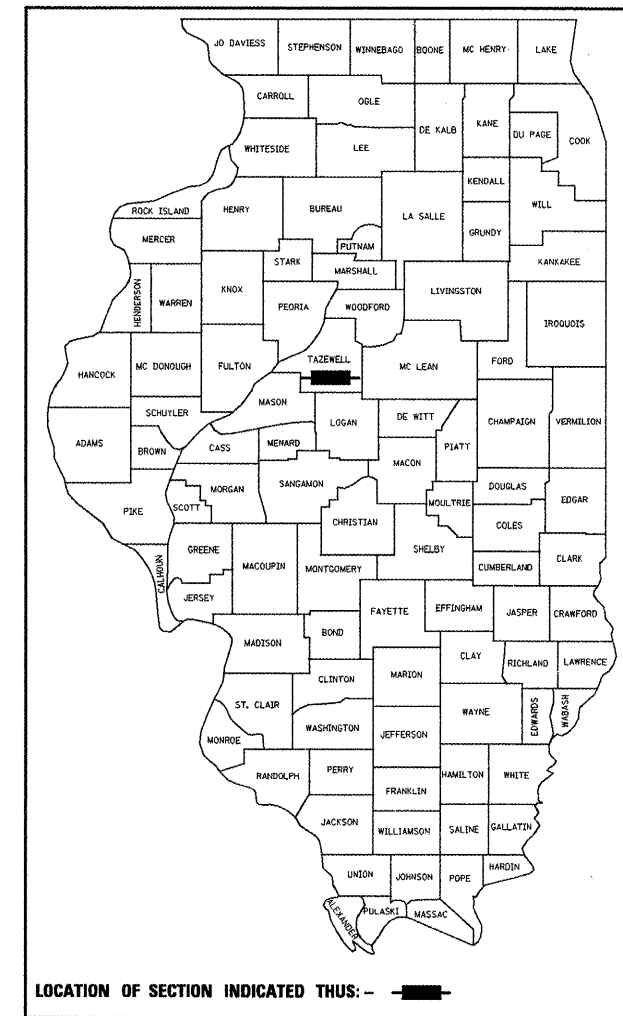 JO DAVIESS STEPHENSON WINNEBAGO BOONE MC HENRY LAKE
CARROLL OGLE DE KALB KANE DU PAGE COOK
WHITESIDE LEE KENDALL WILL
ROCK ISLAND HENRY BUREAU LA SALLE GRUNDY
MERCER PUTNAM KANKAKEE
STARK MARSHALL
HENDERSON WARREN KNOX PEORIA WOODFORD LIVINGSTON IROQUOIS
HANCOCK MC DONOUGH FULTON TAZEWELL MC LEAN FORD
MASON
SCHUYLER LOGAN DE WITT CHAMPAIGN VERMILION
ADAMS BROWN CASS MENARD PIATT
MACON
MORGAN SANGAMON DOUGLAS EDGAR
PIKE SCOTT CHRISTIAN MOULTRIE COLES
GREENE MACOUPIN MONTGOMERY SHELBY CUMBERLAND CLARK
CALHOUN JERSEY
FAYETTE EFFINGHAM JASPER CRAWFORD
MADISON BOND
CLINTON MARION CLAY RICHLAND LAWRENCE
ST. CLAIR WASHINGTON WAYNE EDWARDS WABASH
MONROE JEFFERSON
RANDOLPH PERRY FRANKLIN HAMILTON WHITE
JACKSON WILLIAMSON SALINE GALLATIN
UNION JOHNSON POPE HARDIN
ALEXANDER PULASKI MASSAC
LOCATION OF SECTION INDICATED THUS: –